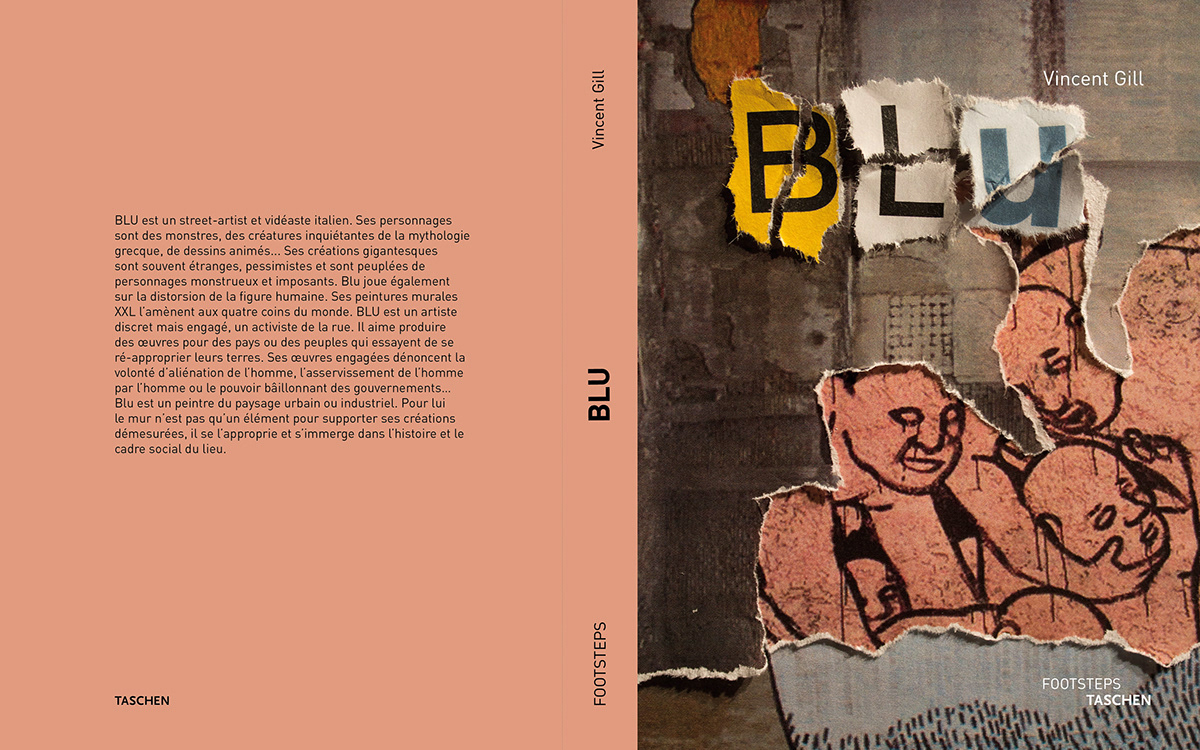 BLU est un street-artist et vidéaste italien. Ses personnages
sont des monstres, des créatures inquiétantes de la mythologie
grecque, de dessins animés... Ses créations gigantesques
sont souvent étranges, pessimistes et sont peuplées de
personnages monstrueux et imposants. Blu joue également
sur la distorsion de la figure humaine. Ses peintures murales
XXL l'amènent aux quatre coins du monde. BLU est un artiste
discret mais engagé, un activiste de la rue. Il aime produire
des œuvres pour des pays ou des peuples qui essayent de se
ré-approprier leurs terres. Ses œuvres engagées dénoncent la
volonté d'aliénation de l'homme, l'asservissement de l'homme
par l'homme ou le pouvoir bâillonnant des gouvernements...
Blu est un peintre du paysage urbain ou industriel. Pour lui
le mur n'est pas qu'un élément pour supporter ses créations
démesurées, il se l'approprie et s'immerge dans l'histoire et le
cadre social du lieu.
TASCHEN
Vincent Gill
BLU
FOOTSTEPS
Vincent Gill
BLu
FOOTSTEPS
TASCHEN